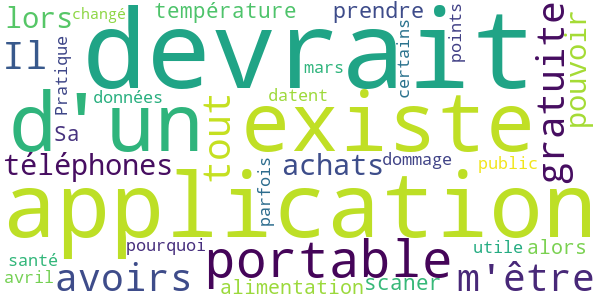 lors
changé
température
prendre
devrait
Il
Pratique
mars
certains
points
gratuite
pouvoir
données
datent
d'un
existe
tout
Sa
téléphones
achats
dommage
public
parfois
application
santé
pourquoi
portable
utile
alors
avril
avoirs
alimentation
scaner
m'être